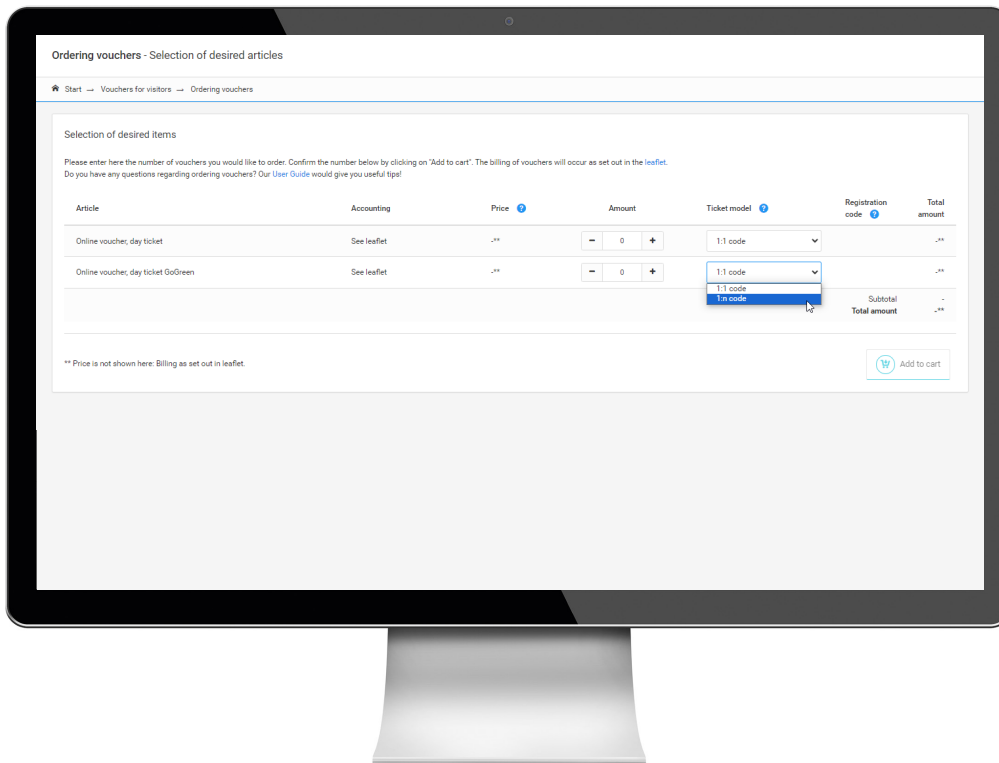 Ordering vouchers - Selection of desired articles
Start → Vouchers for visitors → Ordering vouchers
Selection of desired items
Please enter here the number of vouchers you would like to order. Confirm the number below by clicking on "Add to cart". The billing of vouchers will occur as set out in the leaflet.
Do you have any questions regarding ordering vouchers? Our User Guide would give you useful tips!
Article Accounting Price ? Amount Ticket model ? Registration code ? Total amount
Online voucher, day ticket See leaflet -** - 0 + 1:1 code -**
Online voucher, day ticket GoGreen See leaflet -** - 0 + 1:1 code -**
1:1 code
1:n code
Subtotal -
Total amount -**
** Price is not shown here: Billing as set out in leaflet.
Add to cart